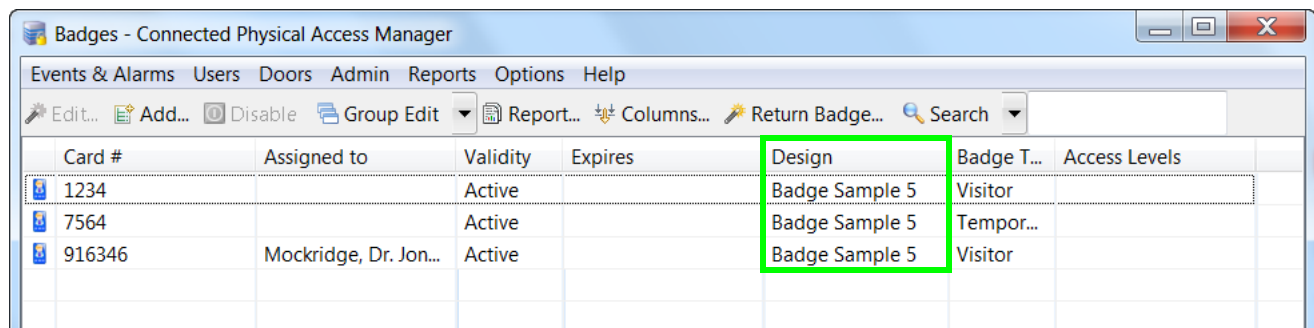 Badges - Connected Physical Access Manager
Events & Alarms Users Doors Admin Reports Options Help
Edit... Add... Disable Group Edit Report... Columns... Return Badge... Search
Card # Assigned to Validity Expires Design Badge T... Access Levels
1234 Active Badge Sample 5 Visitor
7564 Active Badge Sample 5 Tempor...
916346 Mockridge, Dr. Jon... Active Badge Sample 5 Visitor